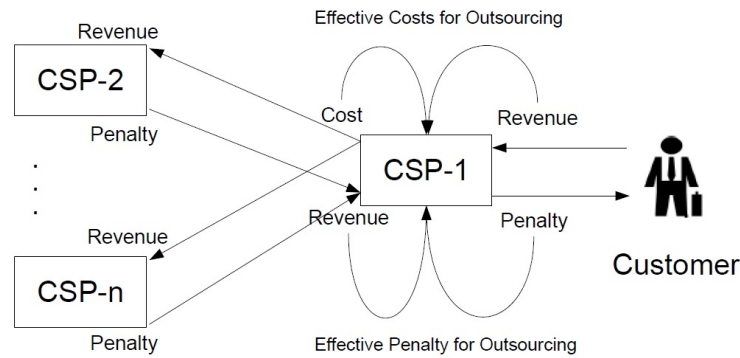 Effective Costs for Outsourcing
Revenue
CSP-2
Penalty
Cost
Revenue
CSP-1
Revenue
Penalty
Revenue
CSP-n
Penalty
Customer
Effective Penalty for Outsourcing